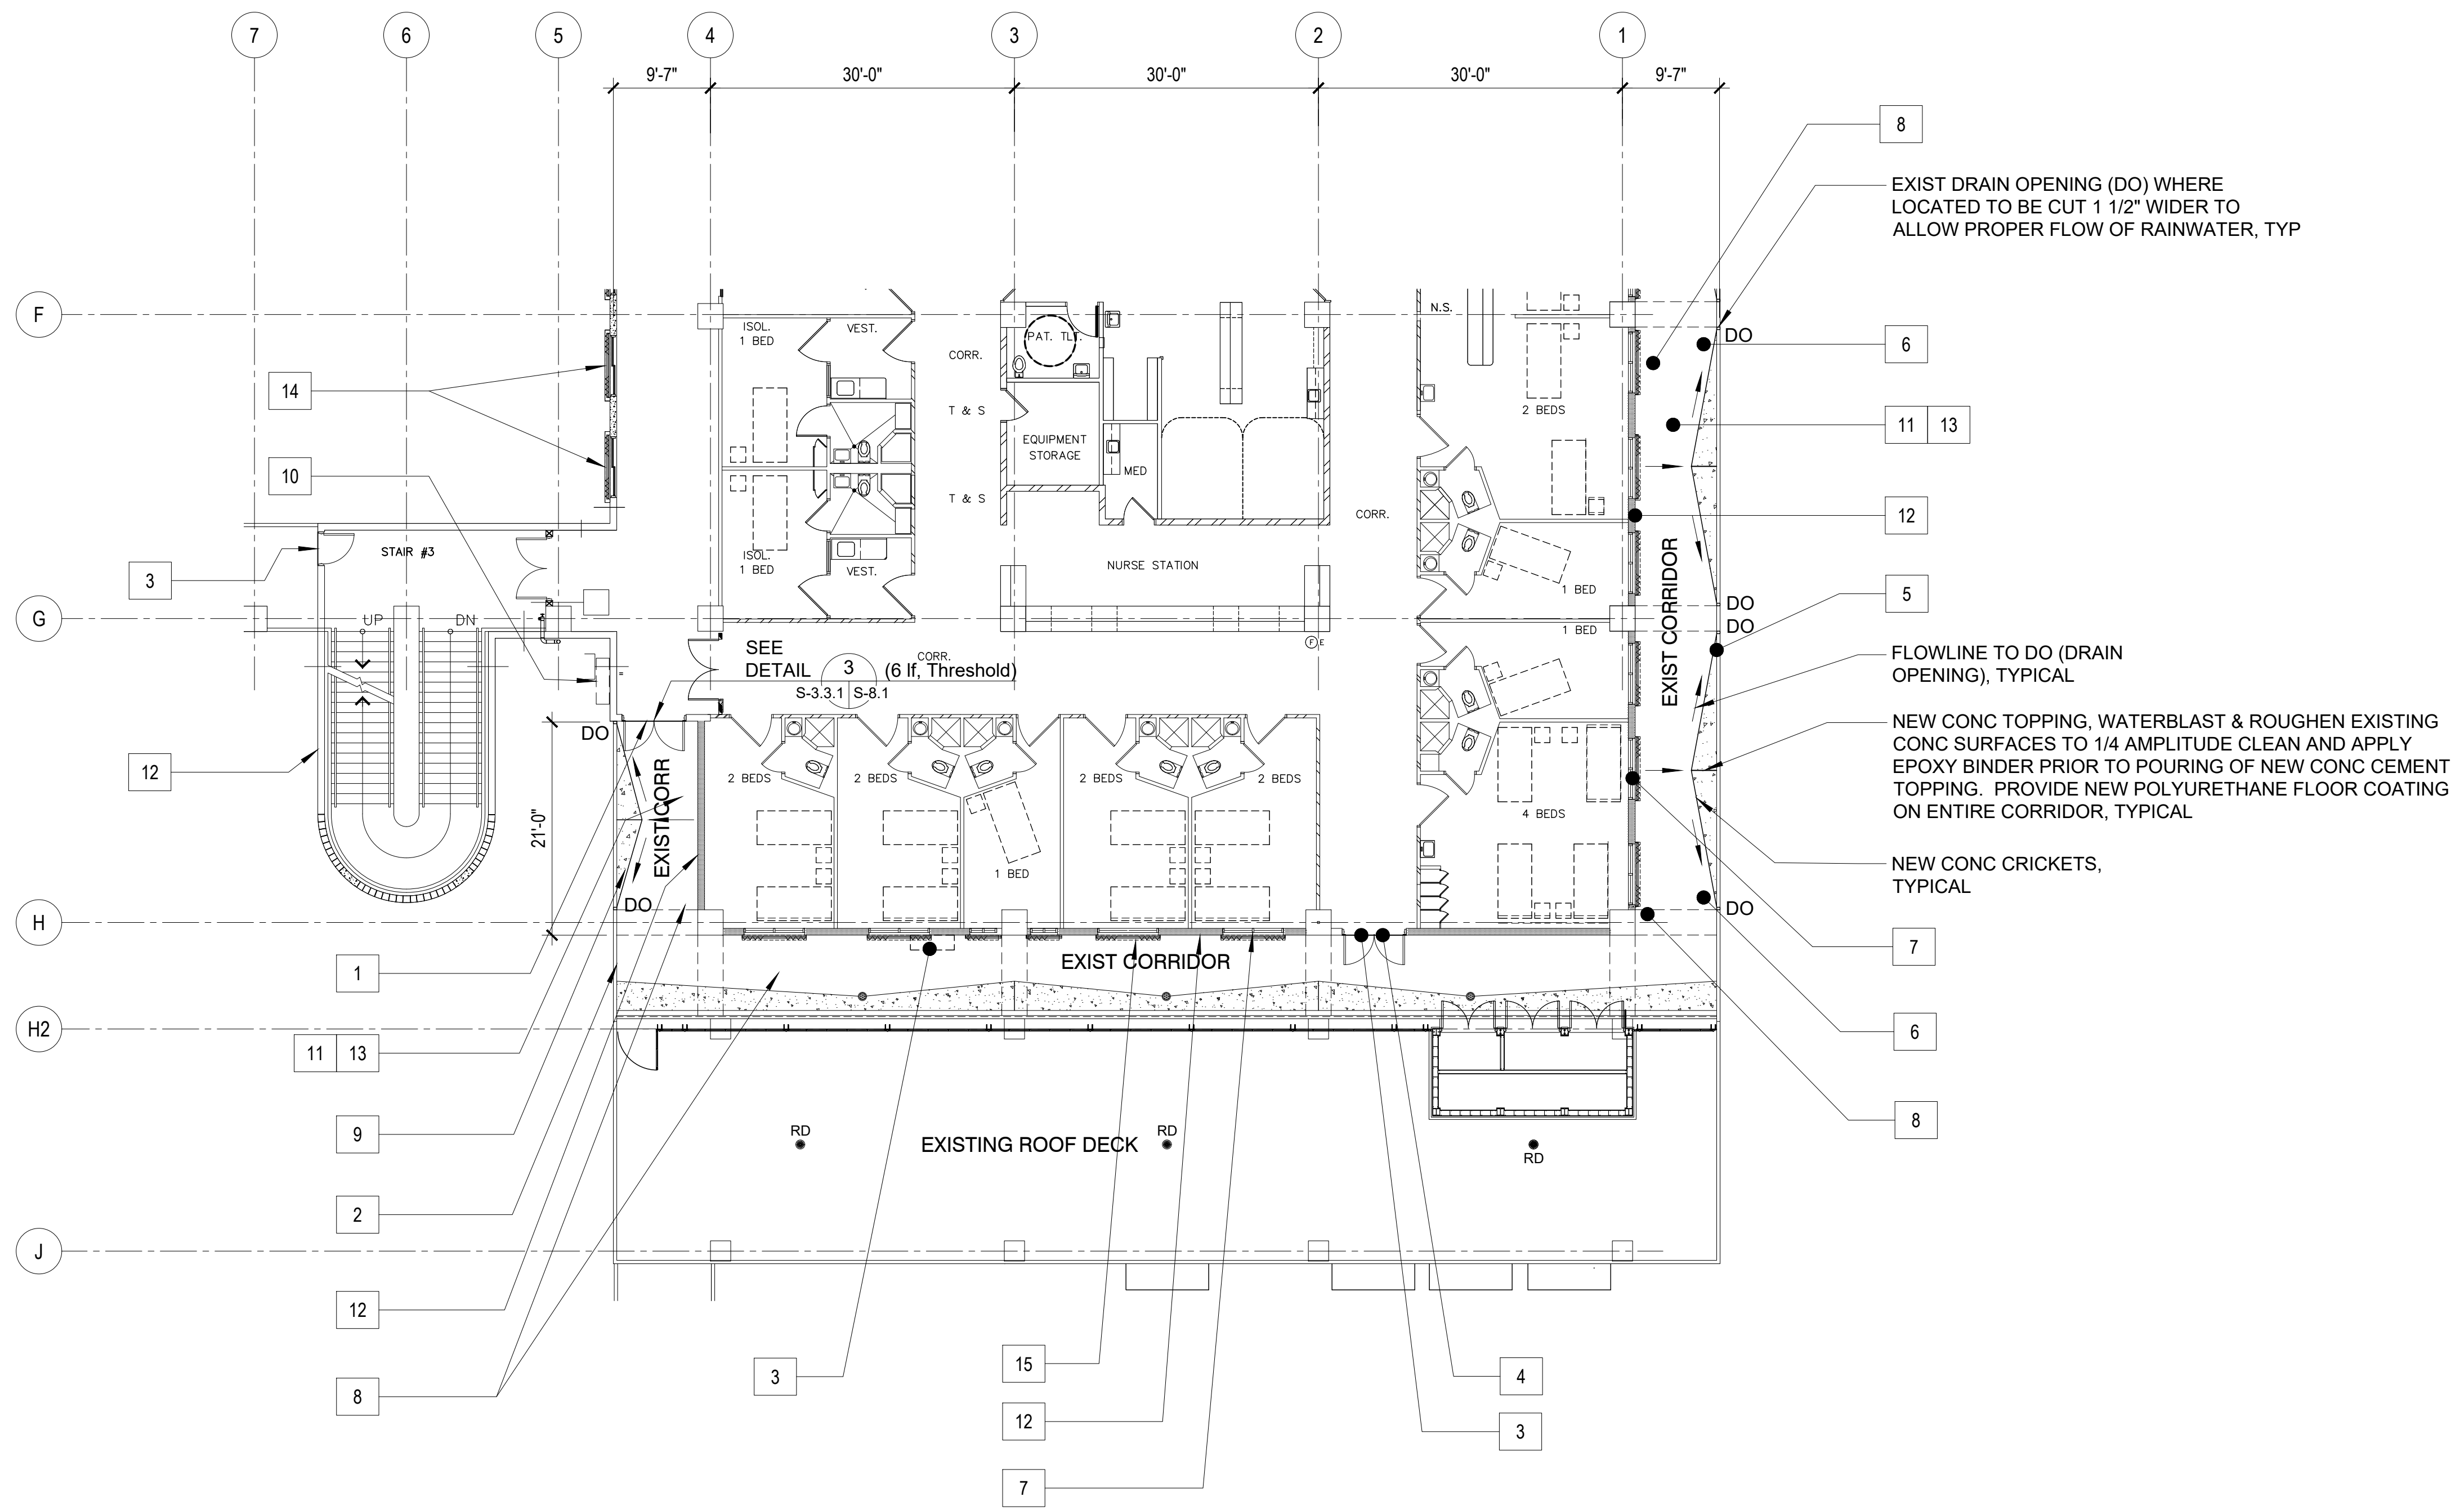 7
6
5
4
3
2
1
9'-7"
30'-0"
30'-0"
30'-0"
9'-7"
8
EXIST DRAIN OPENING (DO) WHERE
LOCATED TO BE CUT 1 1/2" WIDER TO
ALLOW PROPER FLOW OF RAINWATER, TYP
F
ISOL.
1 BED
VEST.
CORR.
PAT. TLT.
N.S.
DO
6
14
T & S
2 BEDS
11
13
EQUIPMENT
STORAGE
MED
10
T & S
CORR.
12
STAIR #3
ISOL.
1 BED
VEST.
NURSE STATION
1 BED
EXIST CORRIDOR
3
5
G
UP
DN
DO
DO
1 BED
F
E
SEE
DETAIL
3
S-3.3.1
S-8.1
CORR.
(6 lf, Threshold)
FLOWLINE TO DO (DRAIN
OPENING), TYPICAL
DO
NEW CONC TOPPING, WATERBLAST & ROUGHEN EXISTING
CONC SURFACES TO 1/4 AMPLITUDE CLEAN AND APPLY
EPOXY BINDER PRIOR TO POURING OF NEW CONC CEMENT
TOPPING.  PROVIDE NEW POLYURETHANE FLOOR COATING
ON ENTIRE CORRIDOR, TYPICAL
12
21'-0"
EXIST CORR
2 BEDS
2 BEDS
2 BEDS
2 BEDS
4 BEDS
1 BED
NEW CONC CRICKETS,
TYPICAL
DO
DO
H
7
1
EXIST CORRIDOR
H2
6
11
13
9
8
RD
EXISTING ROOF DECK
RD
RD
2
J
12
8
3
15
4
12
3
7